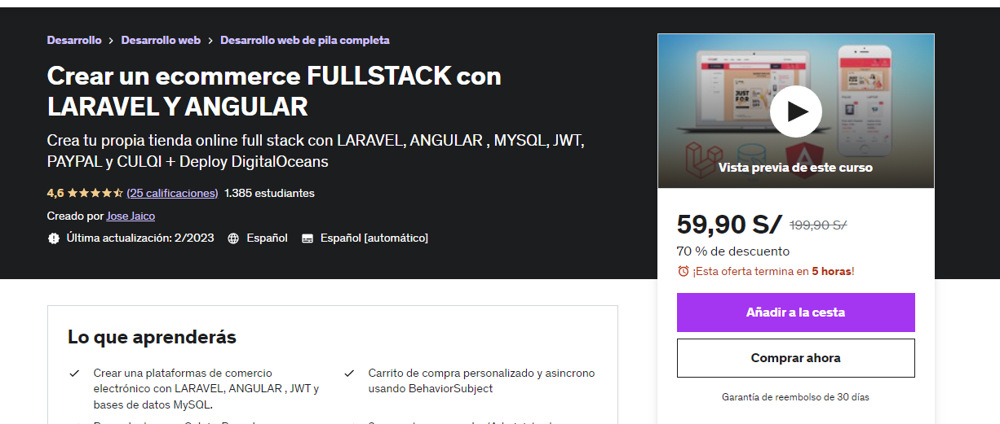 Desarrollo > Desarrollo web > Desarrollo web de pila completa
Crear un ecommerce FULLSTACK con
LARAVEL Y ANGULAR
Crea tu propia tienda online full stack con LARAVEL, ANGULAR , MYSQL, JWT,
PAYPAL y CULQI + Deploy DigitalOceans
4,6 (25 calificaciones) 1.385 estudiantes
Creado por Jose Jaico
Última actualización: 2/2023 Español Español [automático]
JUST
FOR
Vista previa de este curso
59,90 S/ 199,90 S/
70 % de descuento
¡Esta oferta termina en 5 horas!
Añadir a la cesta
Comprar ahora
Garantía de reembolso de 30 días
Lo que aprenderás
Crear una plataformas de comercio
electrónico con LARAVEL, ANGULAR , JWT y
bases de datos MySQL.
Carrito de compra personalizado y asincrono
usando BehaviorSubject